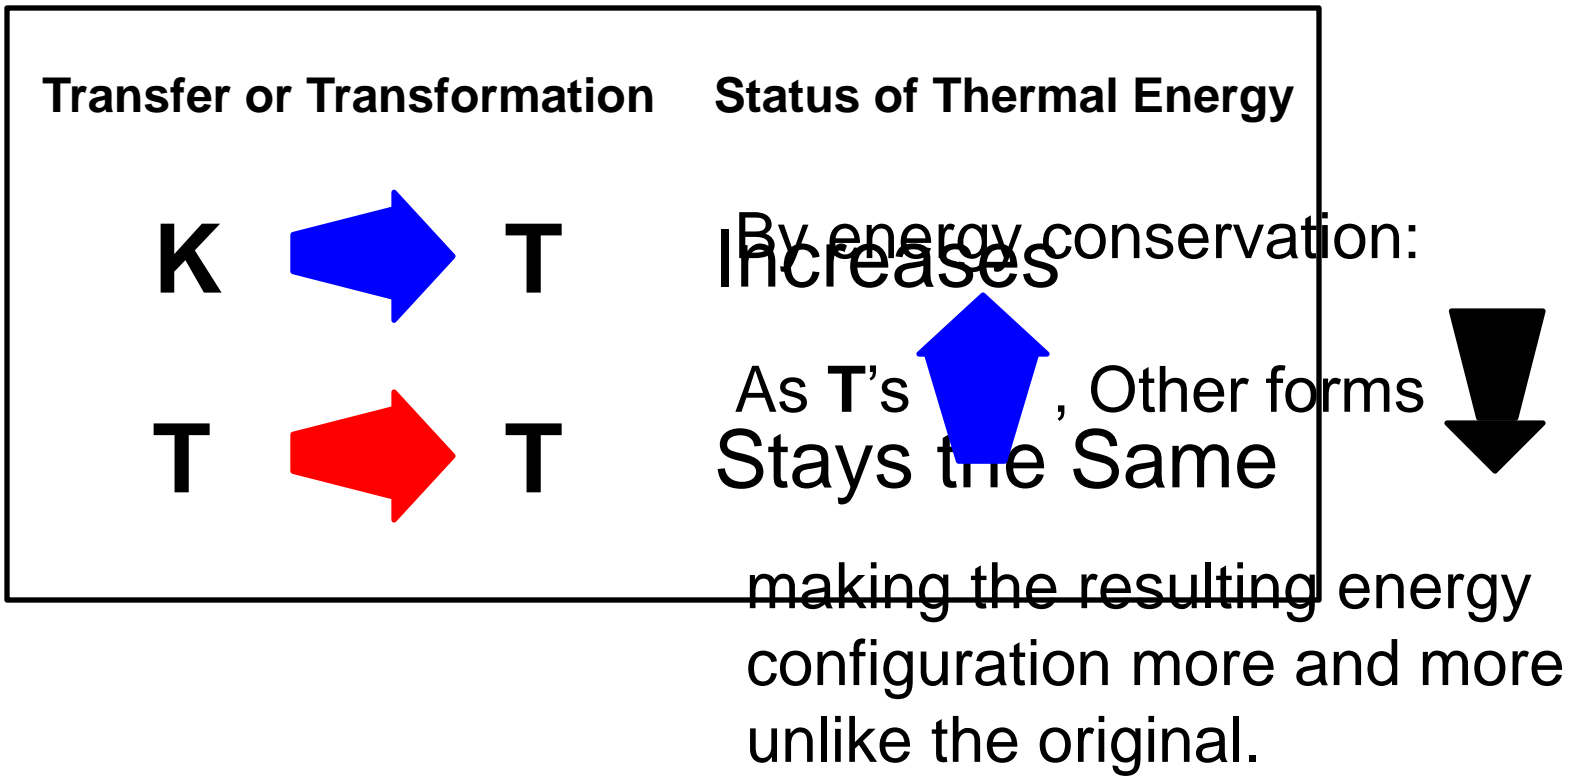 Transfer or Transformation Status of Thermal Energy
K T Increases
T T Stays the Same
By energy conservation:
As T’s , Other forms
making the resulting energy
configuration more and more
unlike the original.